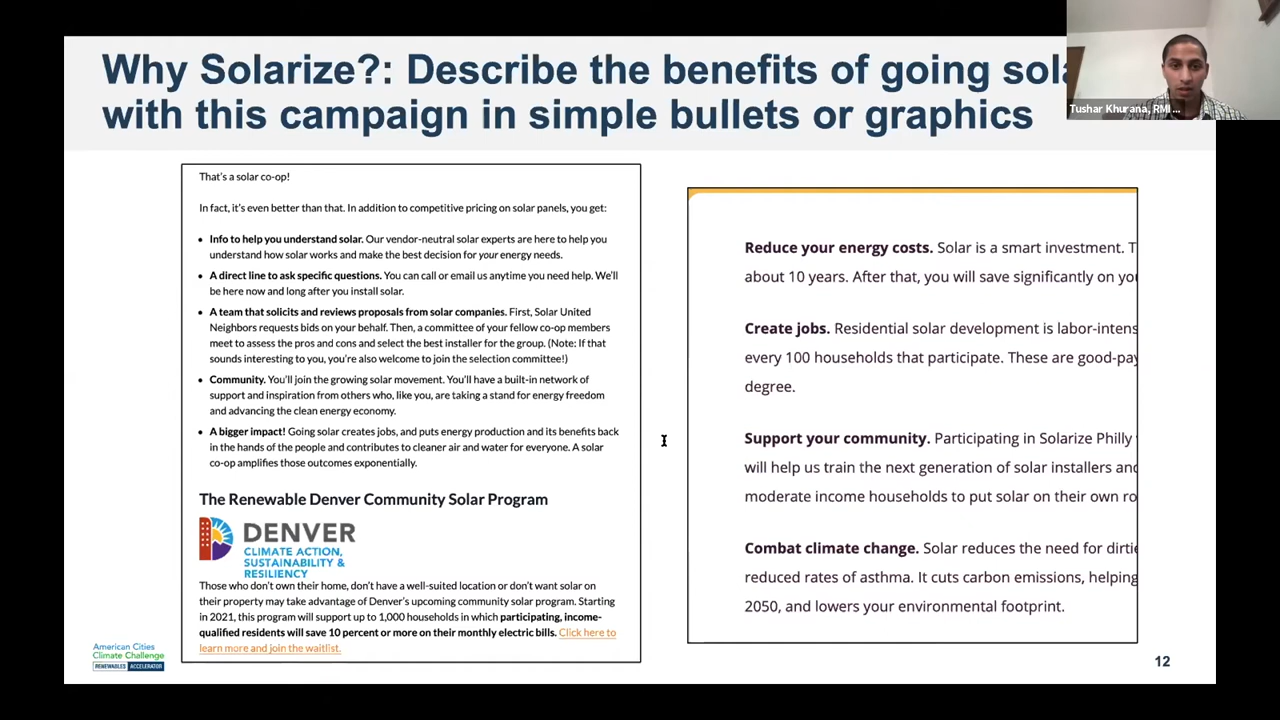 Why Solarize?: Describe the benefits of going
with this campaign in simple bullets or graphics
Tushar Khurana, RMI ...
That's a solar co-op!
In fact, it's even better than that. In addition to competitive pricing on solar panels, you get:
• Info to help you understand solar. Our vendor-neutral solar experts are here to help you
understand how solar works and make the best decision for your energy needs.
• A direct line to ask specific questions. You can call or email us anytime you need help. We'll
be here now and long after you install solar.
• A team that solicits and reviews proposals from solar companies. First, Solar United
Neighbors requests bids on your behalf. Then, a committee of your fellow co-op members
meet to assess the pros and cons and select the best installer for the group. (Note: If that
sounds interesting to you, you're also welcome to join the selection committee!)
• Community. You'll join the growing solar movement. You'll have a built-in network of
support and inspiration from others who, like you, are taking a stand for energy freedom
and advancing the clean energy economy.
• A bigger impact! Going solar creates jobs, and puts energy production and its benefits back
in the hands of the people and contributes to cleaner air and water for everyone. A solar
co-op amplifies those outcomes exponentially.
The Renewable Denver Community Solar Program
DENVER
CLIMATE ACTION,
SUSTAINABILITY &
RESILIENCY
Those who don't own their home, don't have a well-suited location or don't want solar on
their property may take advantage of Denver's upcoming community solar program. Starting
in 2021, this program will support up to 1,000 households in which participating, income-
qualified residents will save 10 percent or more on their monthly electric bills. Click here to
learn more and join the waitlist.
Reduce your energy costs. Solar is a smart investment.
about 10 years. After that, you will save significantly on
Create jobs. Residential solar development is
every 100 households that participate. These are
degree.
Support your community. Participating in Solarize Philly
will help us train the next generation of solar installers
moderate income households to put solar on their own
Combat climate change. Solar reduces the need for
reduced rates of asthma. It cuts carbon emissions, helping
2050, and lowers your environmental footprint.
American Cities
Climate Challenge
RENEWABLES ACCELERATOR
12